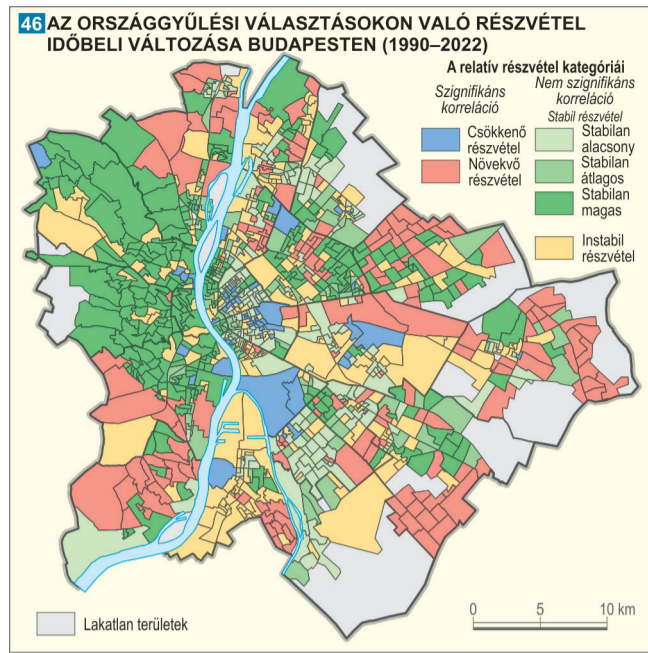 46 AZ ORSZÁGGYŰLÉSI VÁLASZTÁSOKON VALÓ RÉSZVÉTEL
IDŐBELI VÁLTOZÁSA BUDAPESTEN (1990–2022)
A relatív részvétel kategóriái
Szignifikáns
korreláció
Csökkenő
részvétel
Növekvő
részvétel
Nem szignifikáns
korreláció
Stabil részvétel
Stabilan
alacsony
Stabilan
átlagos
Stabilan
magas
Instabil
részvétel
Lakatlan területek
0 5 10 km